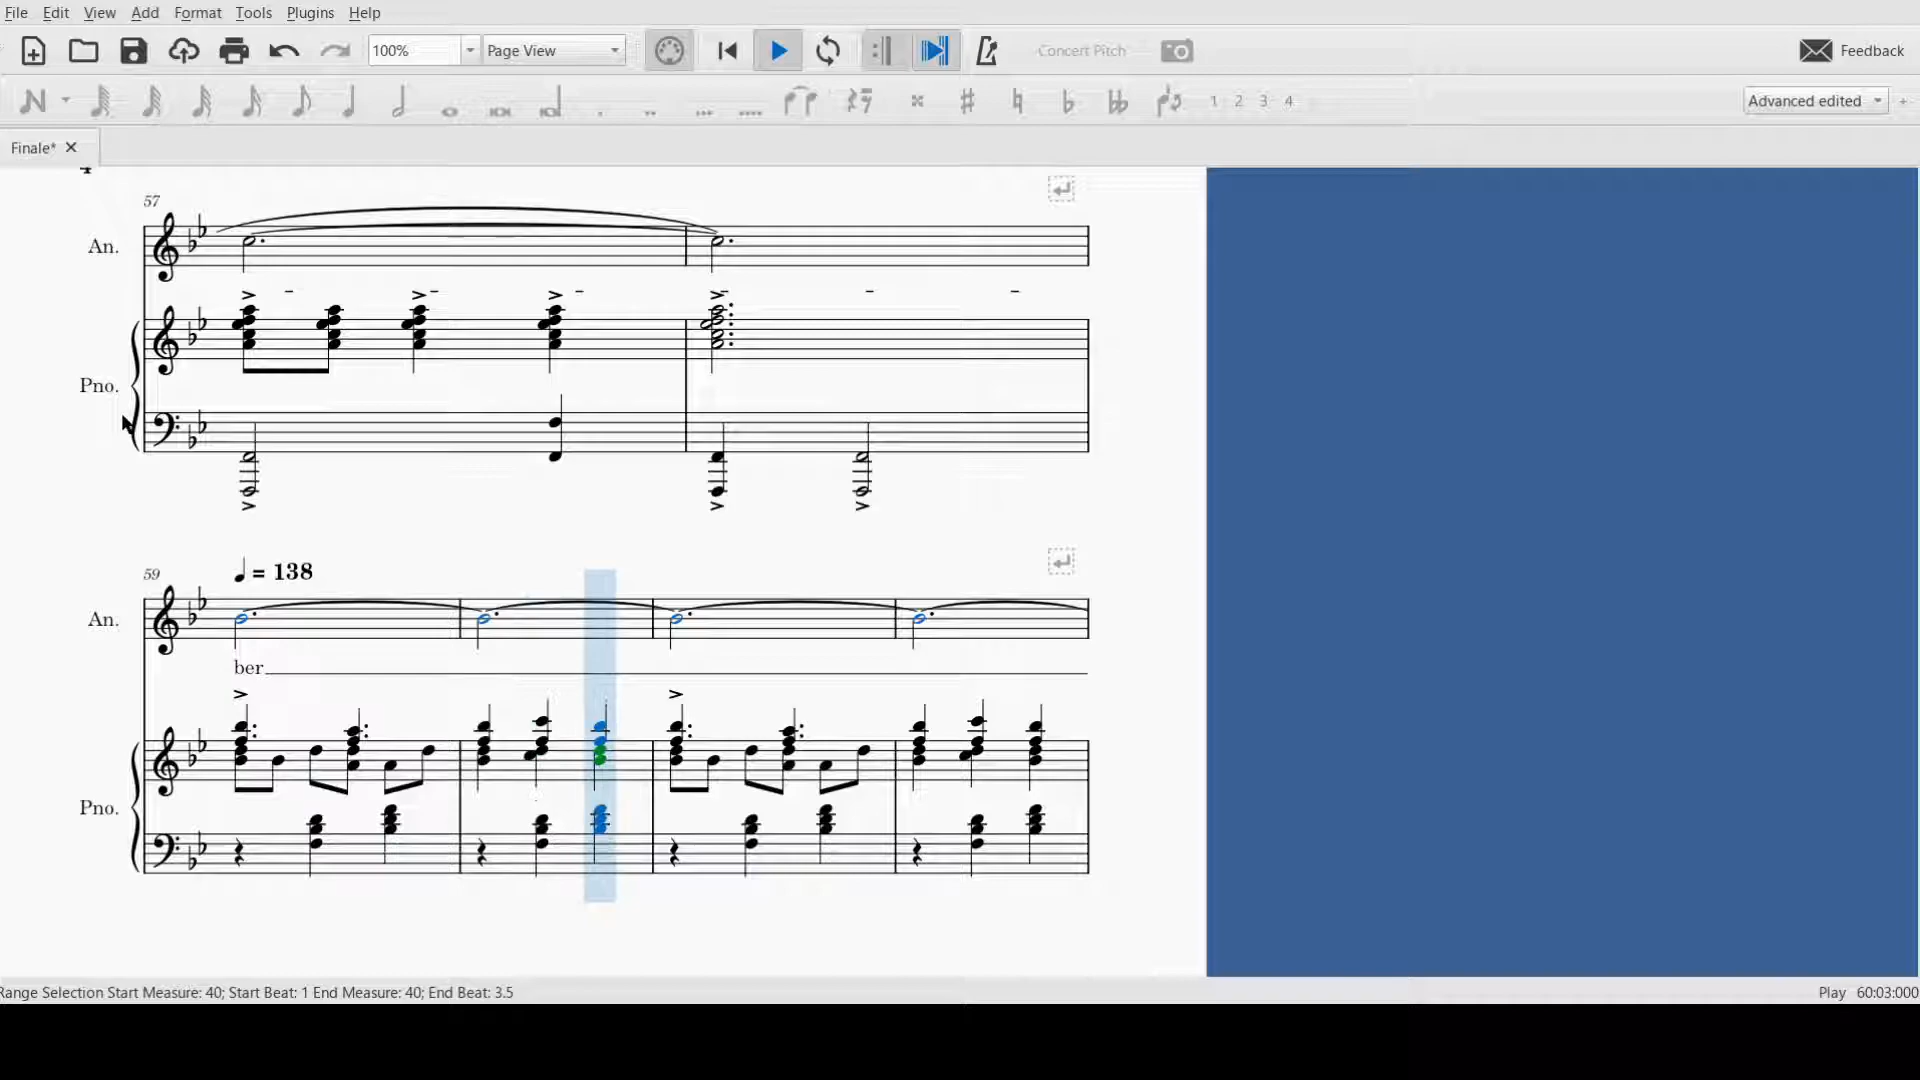 File Edit View Add Format Tools Plugins Help
100% Page View Concert Pitch Feedback
1 2 3 4 Advanced edited +
Finale*
57
An.
Pno.
59
= 138
An.
ber
Pno.
Range Selection Start Measure: 40; Start Beat: 1 End Measure: 40; End Beat: 3.5 Play 60:03:000